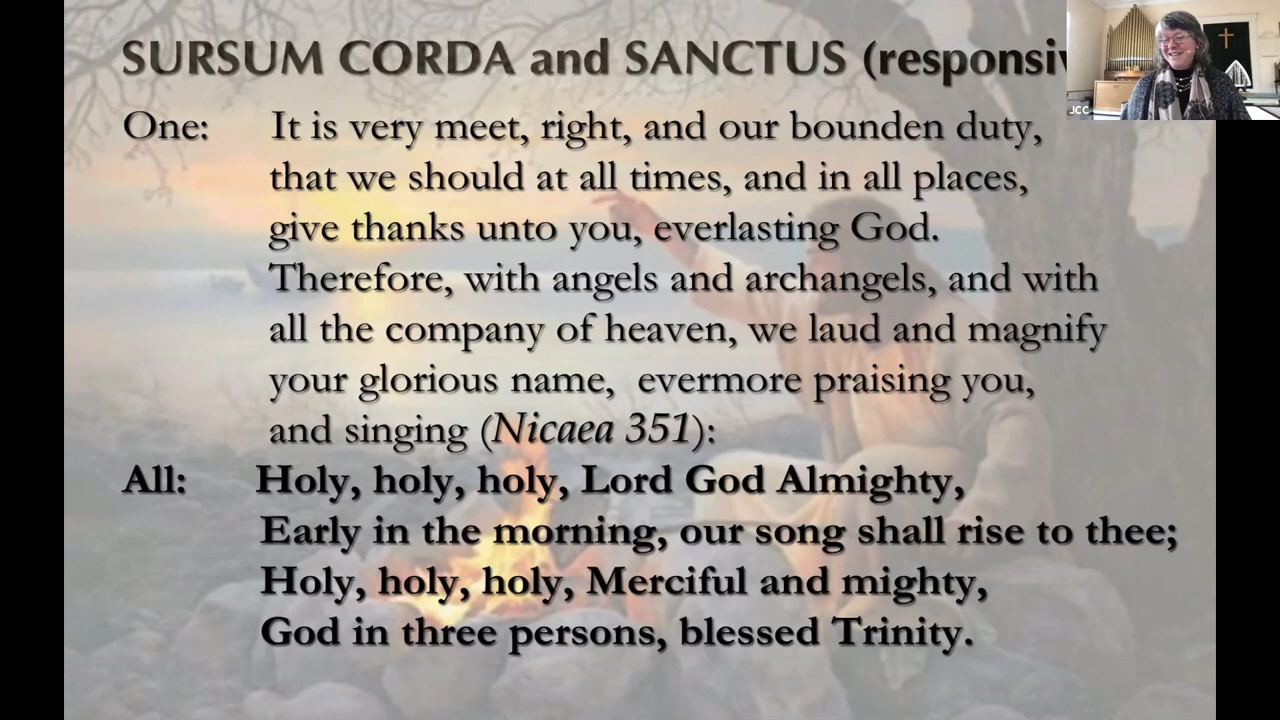 SURSUM CORDA and SANCTUS (responsiv
One: It is very meet, right, and our bounden duty,
that we should at all times, and in all places,
give thanks unto you, everlasting God.
Therefore, with angels and archangels, and with
all the company of heaven, we laud and magnify
your glorious name, evermore praising you,
and singing (Nicaea 351):
All: Holy, holy, holy, Lord God Almighty,
Early in the morning, our song shall rise to thee;
Holy, holy, holy, Merciful and mighty,
God in three persons, blessed Trinity.
JCC